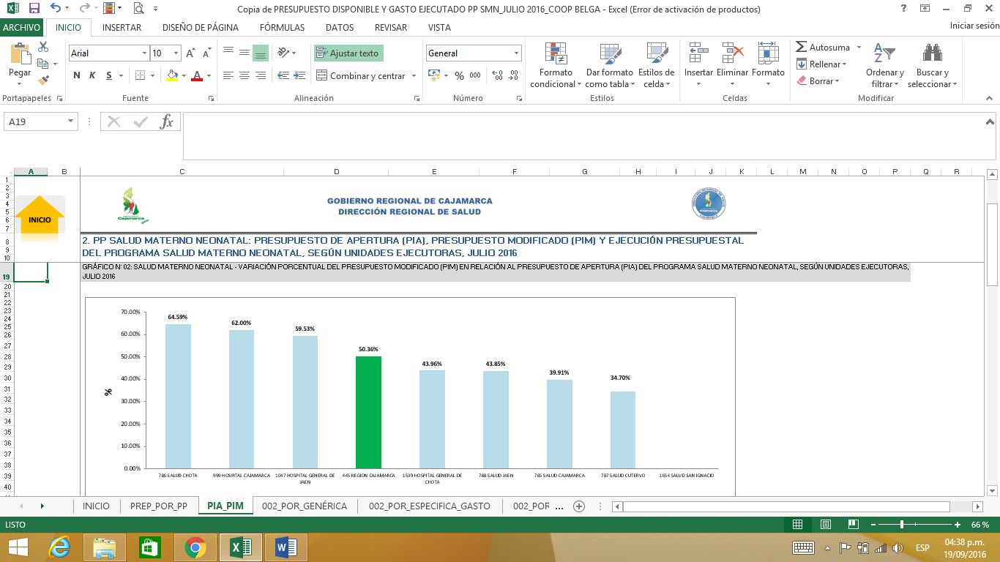 Copia de PRESUPUESTO DISPONIBLE Y GASTO EJECUTADO PP SMN_JULIO 2016_COOP BELGA - Excel (Error de activación de productos)
ARCHIVO INICIO INSERTAR DISEÑO DE PÁGINA FÓRMULAS DATOS REVISAR VISTA Iniciar sesión
Pegar
Portapapeles
Arial 10
N K S
Fuente
Ajustar texto
Combinar y centrar
Alineación
General
% 000
Número
Formato condicional
Dar formato como tabla
Estilos de celda
Estilos
Insertar Eliminar Formato
Celdas
Autosuma
Rellenar
Borrar
Ordenar y filtrar
Buscar y seleccionar
Modificar
A19
fx
A B C D E F G H I J K L M N O P Q R
1
2
3
4
5
6
7
8
9
10
19
20
21
22
23
24
25
26
27
28
29
30
31
32
33
34
35
36
37
38
39
40
INICIO
Cajamarca
GOBIERNO REGIONAL DE CAJAMARCA
DIRECCIÓN REGIONAL DE SALUD
2. PP SALUD MATERNO NEONATAL: PRESUPUESTO DE APERTURA (PIA), PRESUPUESTO MODIFICADO (PIM) Y EJECUCIÓN PRESUPUESTAL
DEL PROGRAMA SALUD MATERNO NEONATAL, SEGÚN UNIDADES EJECUTORAS, JULIO 2016
GRÁFICO N° 02: SALUD MATERNO NEONATAL - VARIACIÓN PORCENTUAL DEL PRESUPUESTO MODIFICADO (PIM) EN RELACIÓN AL PRESUPUESTO DE APERTURA (PIA) DEL PROGRAMA SALUD MATERNO NEONATAL, SEGÚN UNIDADES EJECUTORAS,
JULIO 2016
70.00%
60.00%
50.00%
40.00%
30.00%
20.00%
10.00%
0.00%
%
64.59%
62.00%
59.53%
50.36%
43.96%
43.85%
39.91%
34.70%
786 SALUD CHOTA
999 HOSPITAL CAJAMARCA
1047 HOSPITAL GENERAL DE
JAEN
445 REGION CAJAMARCA
1539 HOSPITAL GENERAL DE
CHOTA
788 SALUD JAEN
785 SALUD CAJAMARCA
787 SALUD CUTERVO
1654 SALUD SAN IGNACIO
INICIO PREP_POR_PP PIA_PIM 002_POR_GENÉRICA 002_POR_ESPECIFICA_GASTO 002_POR ...
LISTO
66 %
ESP
04:38 p.m.
19/09/2016